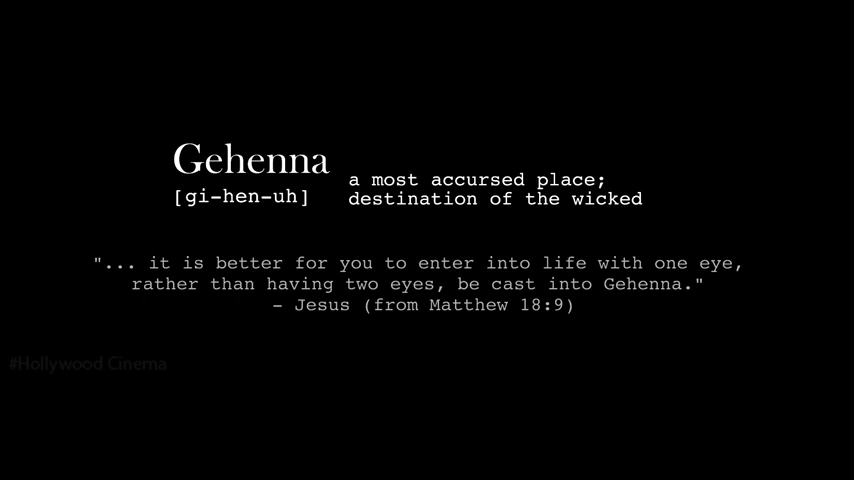 Gehenna
[gi-hen-uh]
a most accursed place;
destination of the wicked
"... it is better for you to enter into life with one eye,
rather than having two eyes, be cast into Gehenna."
- Jesus (from Matthew 18:9)
#Hollywood Cinema